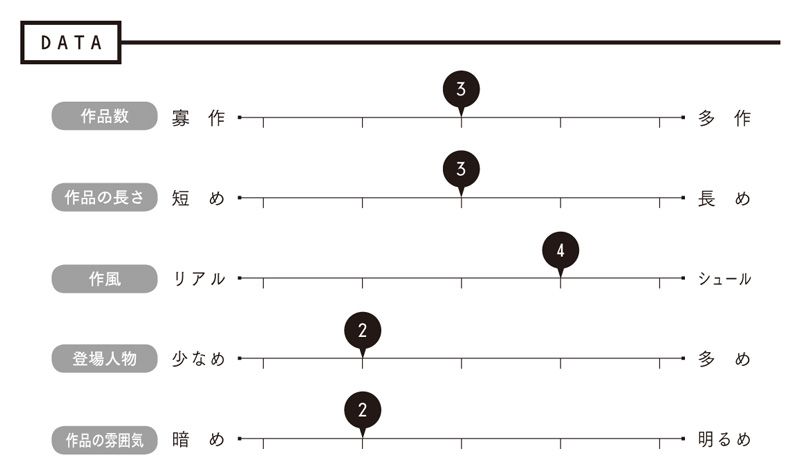 DATA
3
作品数 寡作 多作
3
作品の長さ 短め 長め
4
作風 リアル シュール
2
登場人物 少なめ 多め
2
作品の雰囲気 暗め 明るめ